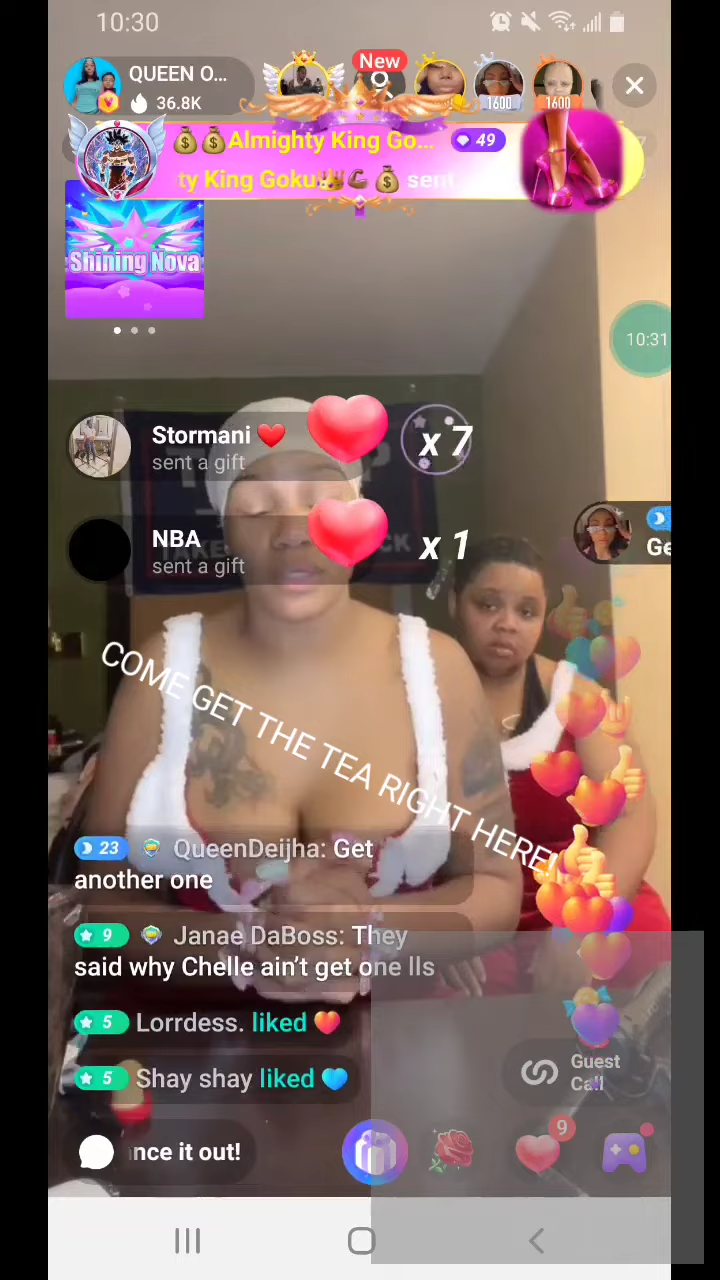 10:30
QUEEN O...
36.8K
New
9
1600
1600
Almighty King Go...
49
ty King Goku
sent
Shining Nova
10:31
Stormani
sent a gift
x 7
NBA
sent a gift
x 1
Ge
COME GET THE TEA RIGHT HERE!
23 QueenDeijha: Get
another one
9 Janae DaBoss: They
said why Chelle ain't get one lls
5 Lorrdess. liked
5 Shay shay liked
Guest
Call
nce it out!
9